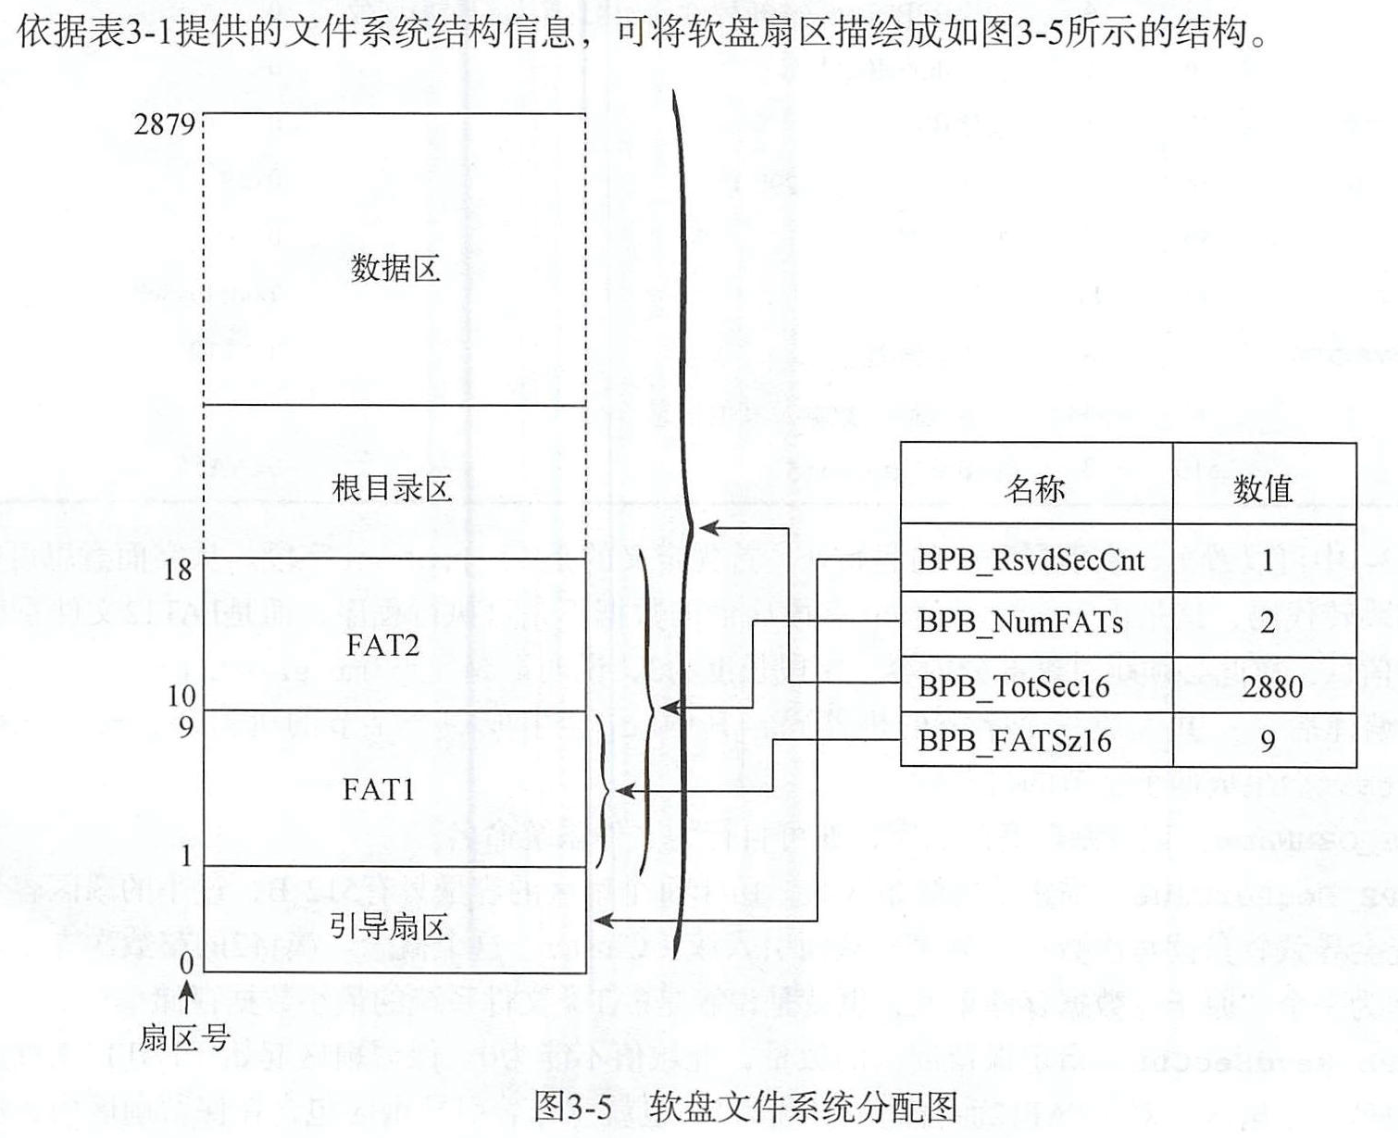 依据表3-1提供的文件系统结构信息，可将软盘扇区描绘成如图3-5所示的结构。
2879
数据区
根目录区
18
FAT2
10
9
FAT1
1
引导扇区
0
扇区号
名称 数值
BPB_RsvdSecCnt 1
BPB_NumFATs 2
BPB_TotSec16 2880
BPB_FATSz16 9
图3-5 软盘文件系统分配图